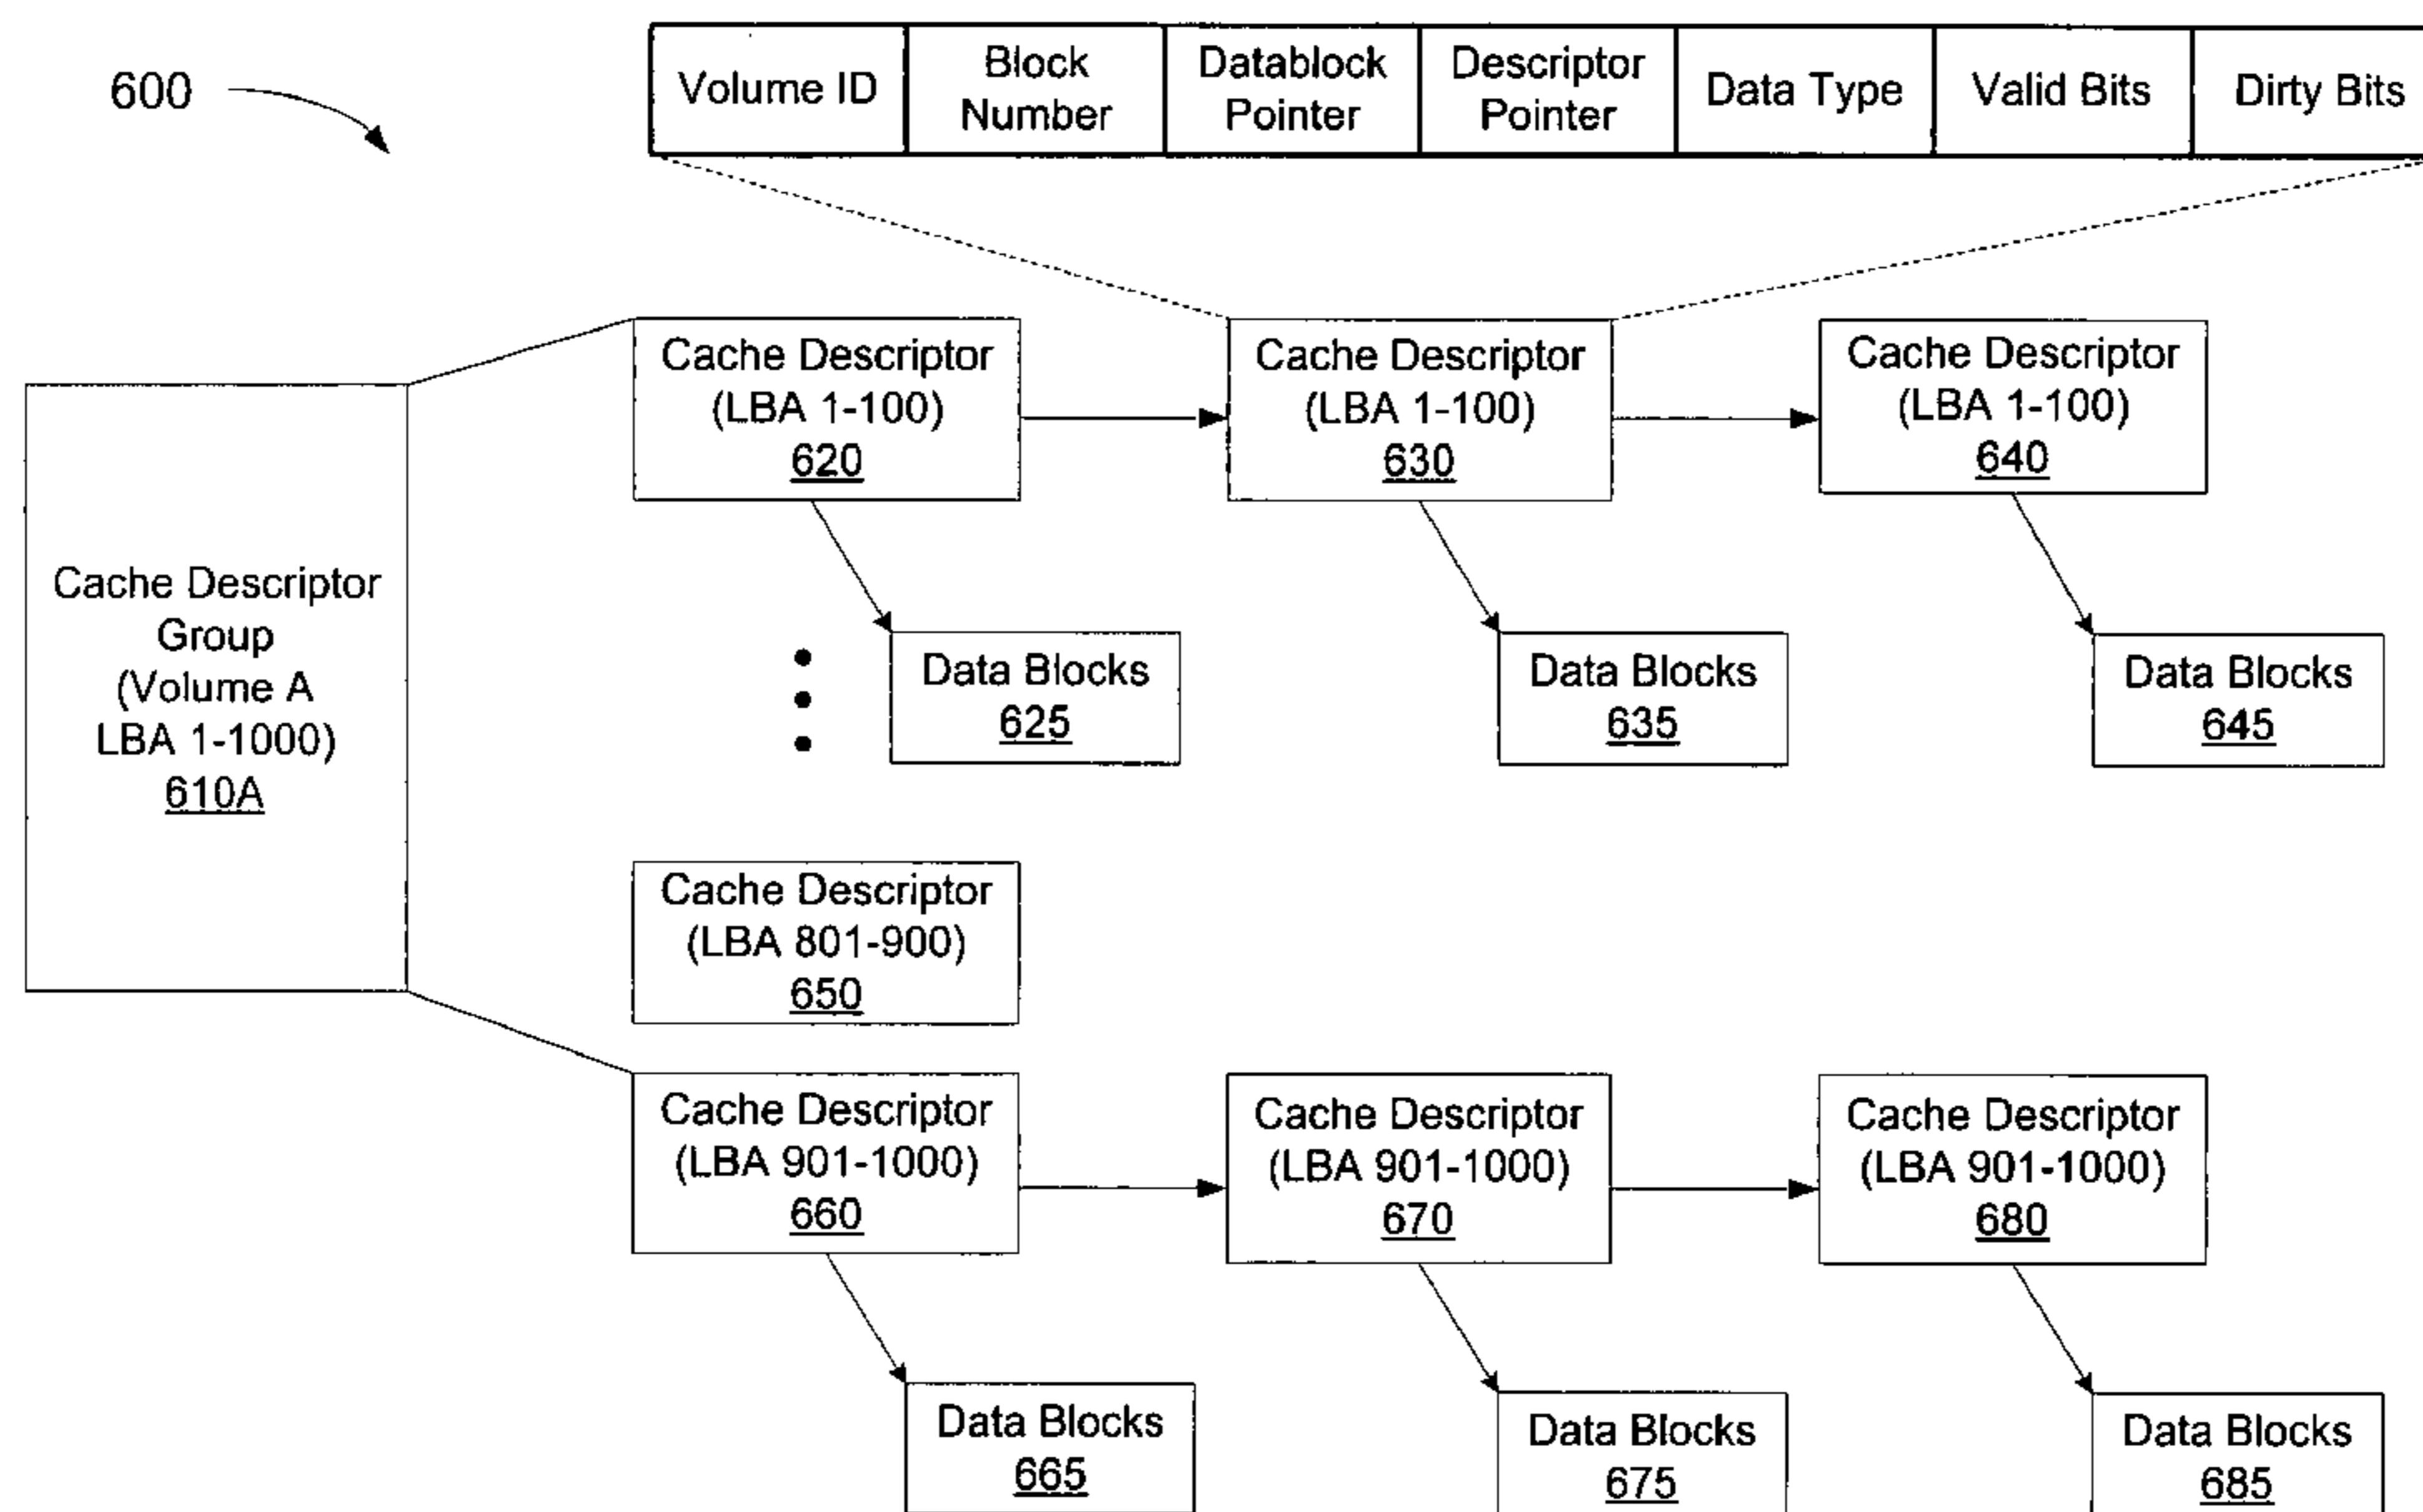 600
Volume ID
Block
Number
Datablock
Pointer
Descriptor
Pointer
Data Type
Valid Bits
Dirty Bits
Cache Descriptor
Group
(Volume A
LBA 1-1000)
610A
Cache Descriptor
(LBA 1-100)
620
Cache Descriptor
(LBA 1-100)
630
Cache Descriptor
(LBA 1-100)
640
Data Blocks
625
Data Blocks
635
Data Blocks
645
Cache Descriptor
(LBA 801-900)
650
Cache Descriptor
(LBA 901-1000)
660
Cache Descriptor
(LBA 901-1000)
670
Cache Descriptor
(LBA 901-1000)
680
Data Blocks
665
Data Blocks
675
Data Blocks
685